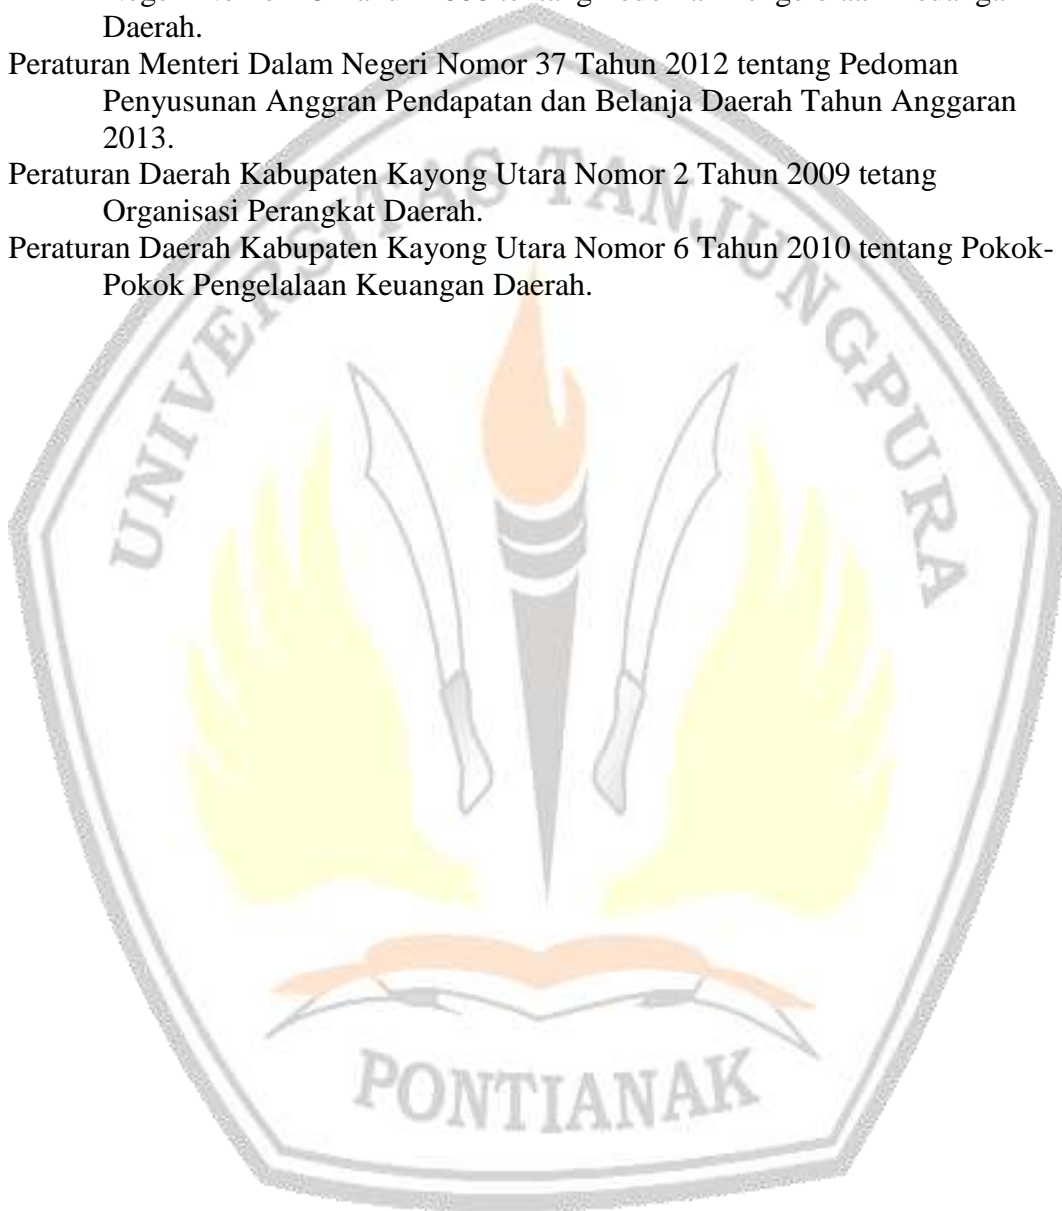 Daerah.
Peraturan Menteri Dalam Negeri Nomor 37 Tahun 2012 tentang Pedoman
Penyusunan Anggran Pendapatan dan Belanja Daerah Tahun Anggaran
2013.
Peraturan Daerah Kabupaten Kayong Utara Nomor 2 Tahun 2009 tetang
Organisasi Perangkat Daerah.
Peraturan Daerah Kabupaten Kayong Utara Nomor 6 Tahun 2010 tentang Pokok-
Pokok Pengelalaan Keuangan Daerah.
UNIVERSITAS TANJUNGPURA
PONTIANAK